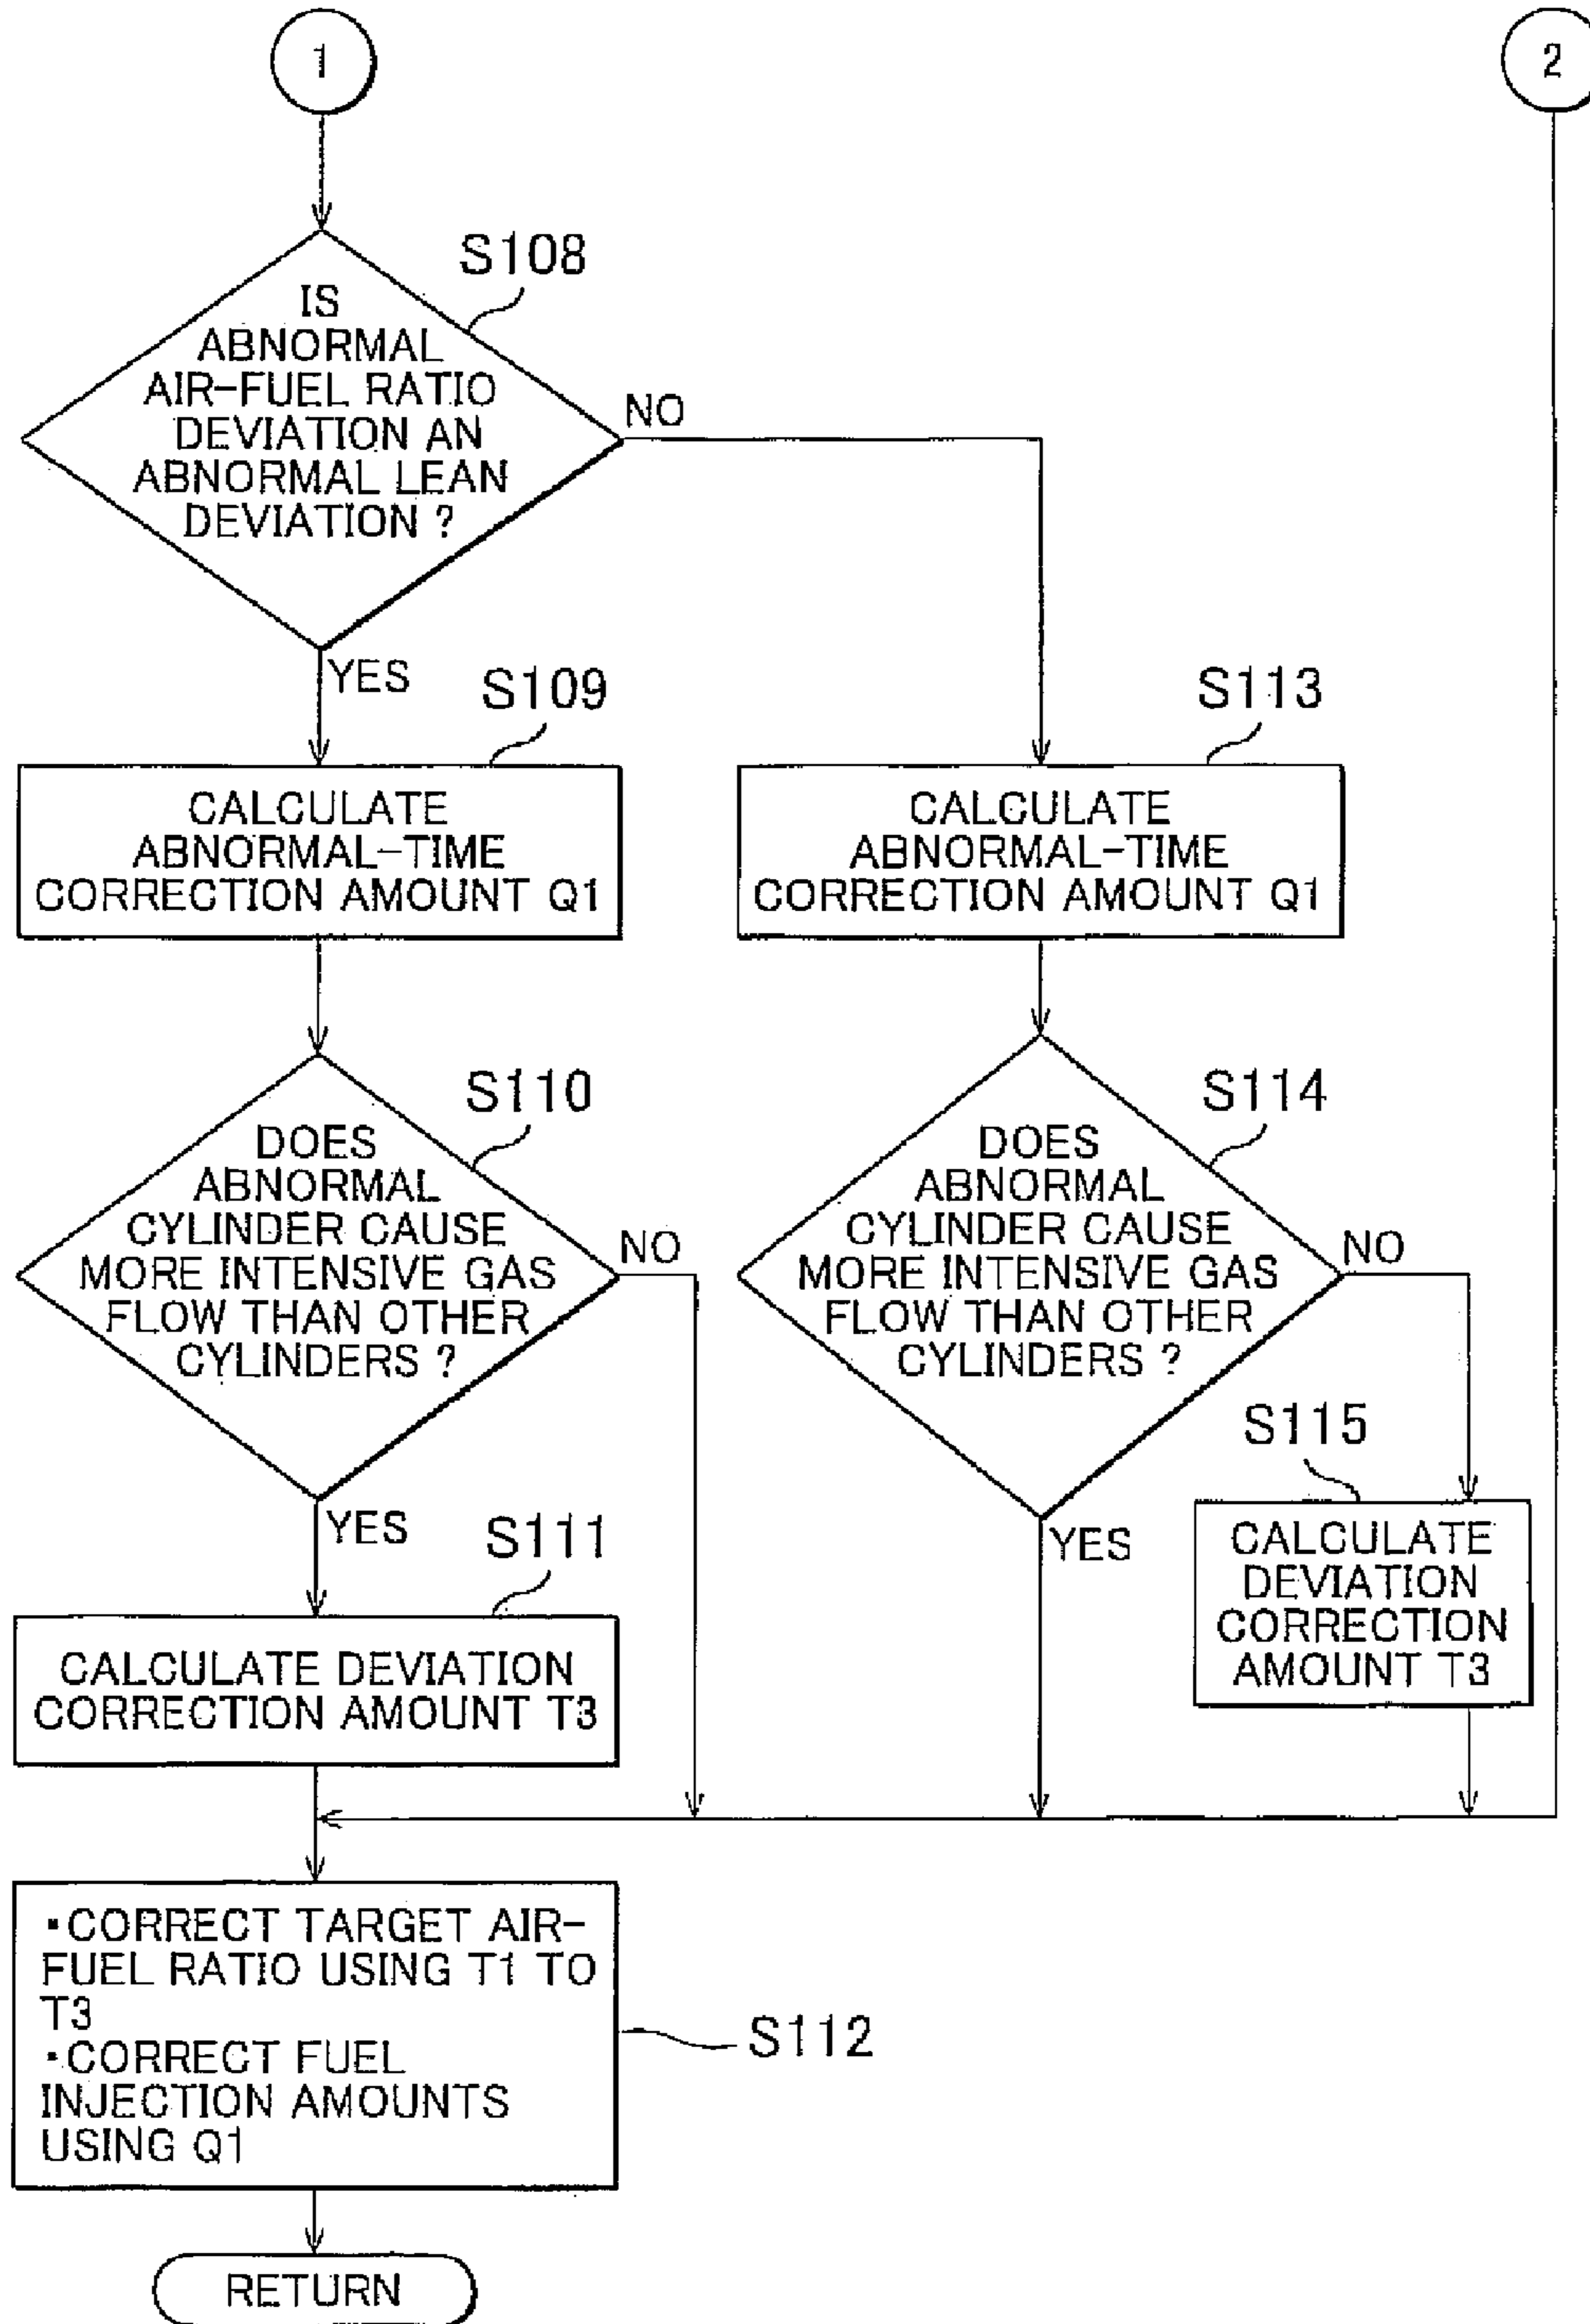 1
2
S108
IS
ABNORMAL
AIR-FUEL RATIO
DEVIATION AN
ABNORMAL LEAN
DEVIATION ?
NO
YES
S109
CALCULATE
ABNORMAL-TIME
CORRECTION AMOUNT Q1
S113
CALCULATE
ABNORMAL-TIME
CORRECTION AMOUNT Q1
S110
DOES
ABNORMAL
CYLINDER CAUSE
MORE INTENSIVE GAS
FLOW THAN OTHER
CYLINDERS ?
NO
YES
S114
DOES
ABNORMAL
CYLINDER CAUSE
MORE INTENSIVE GAS
FLOW THAN OTHER
CYLINDERS ?
NO
YES
S115
CALCULATE
DEVIATION
CORRECTION
AMOUNT T3
S111
CALCULATE DEVIATION
CORRECTION AMOUNT T3
・CORRECT TARGET AIR-
FUEL RATIO USING T1 TO
T3
・CORRECT FUEL
INJECTION AMOUNTS
USING Q1
S112
RETURN